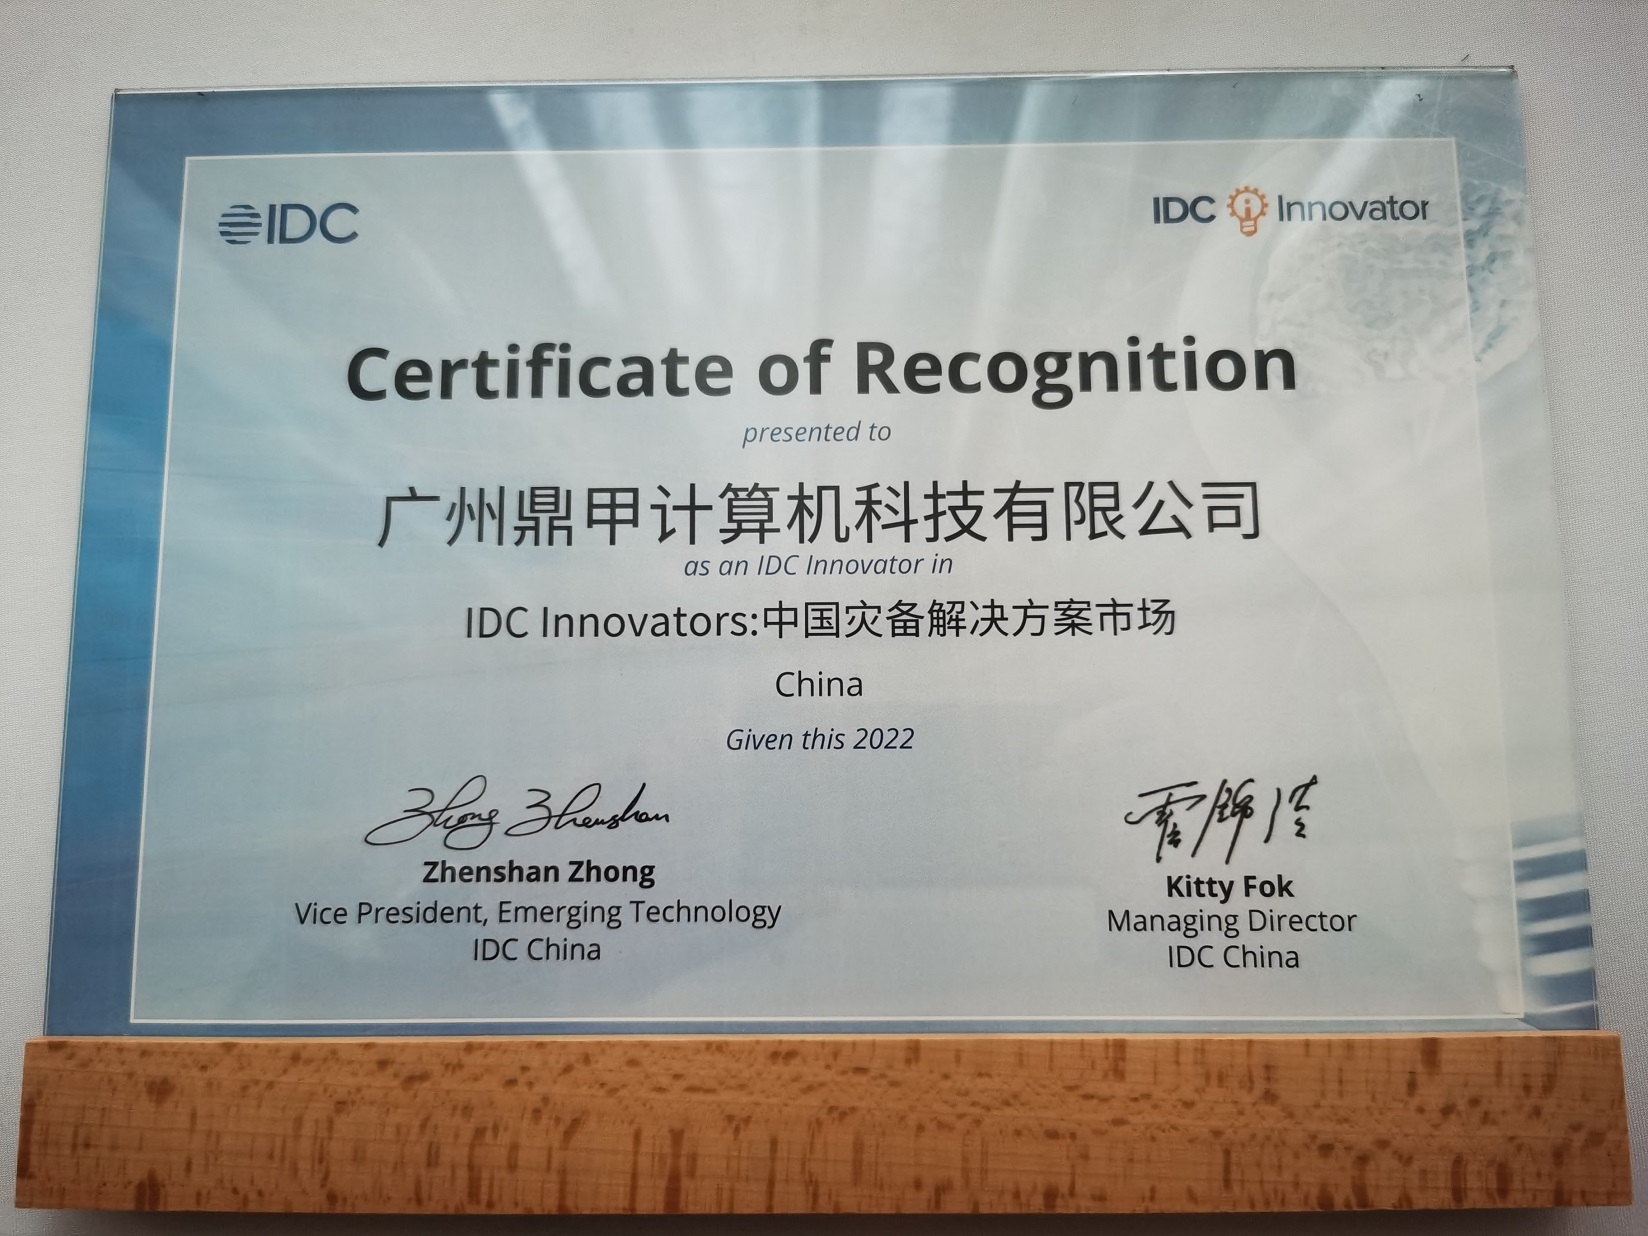 IDC
IDC Innovator
Certificate of Recognition
presented to
广州鼎甲计算机科技有限公司
as an IDC Innovator in
IDC Innovators:中国灾备解决方案市场
China
Given this 2022
Zhong Zhenshan
Zhenshan Zhong
Vice President, Emerging Technology
IDC China
Kitty Fok
Managing Director
IDC China